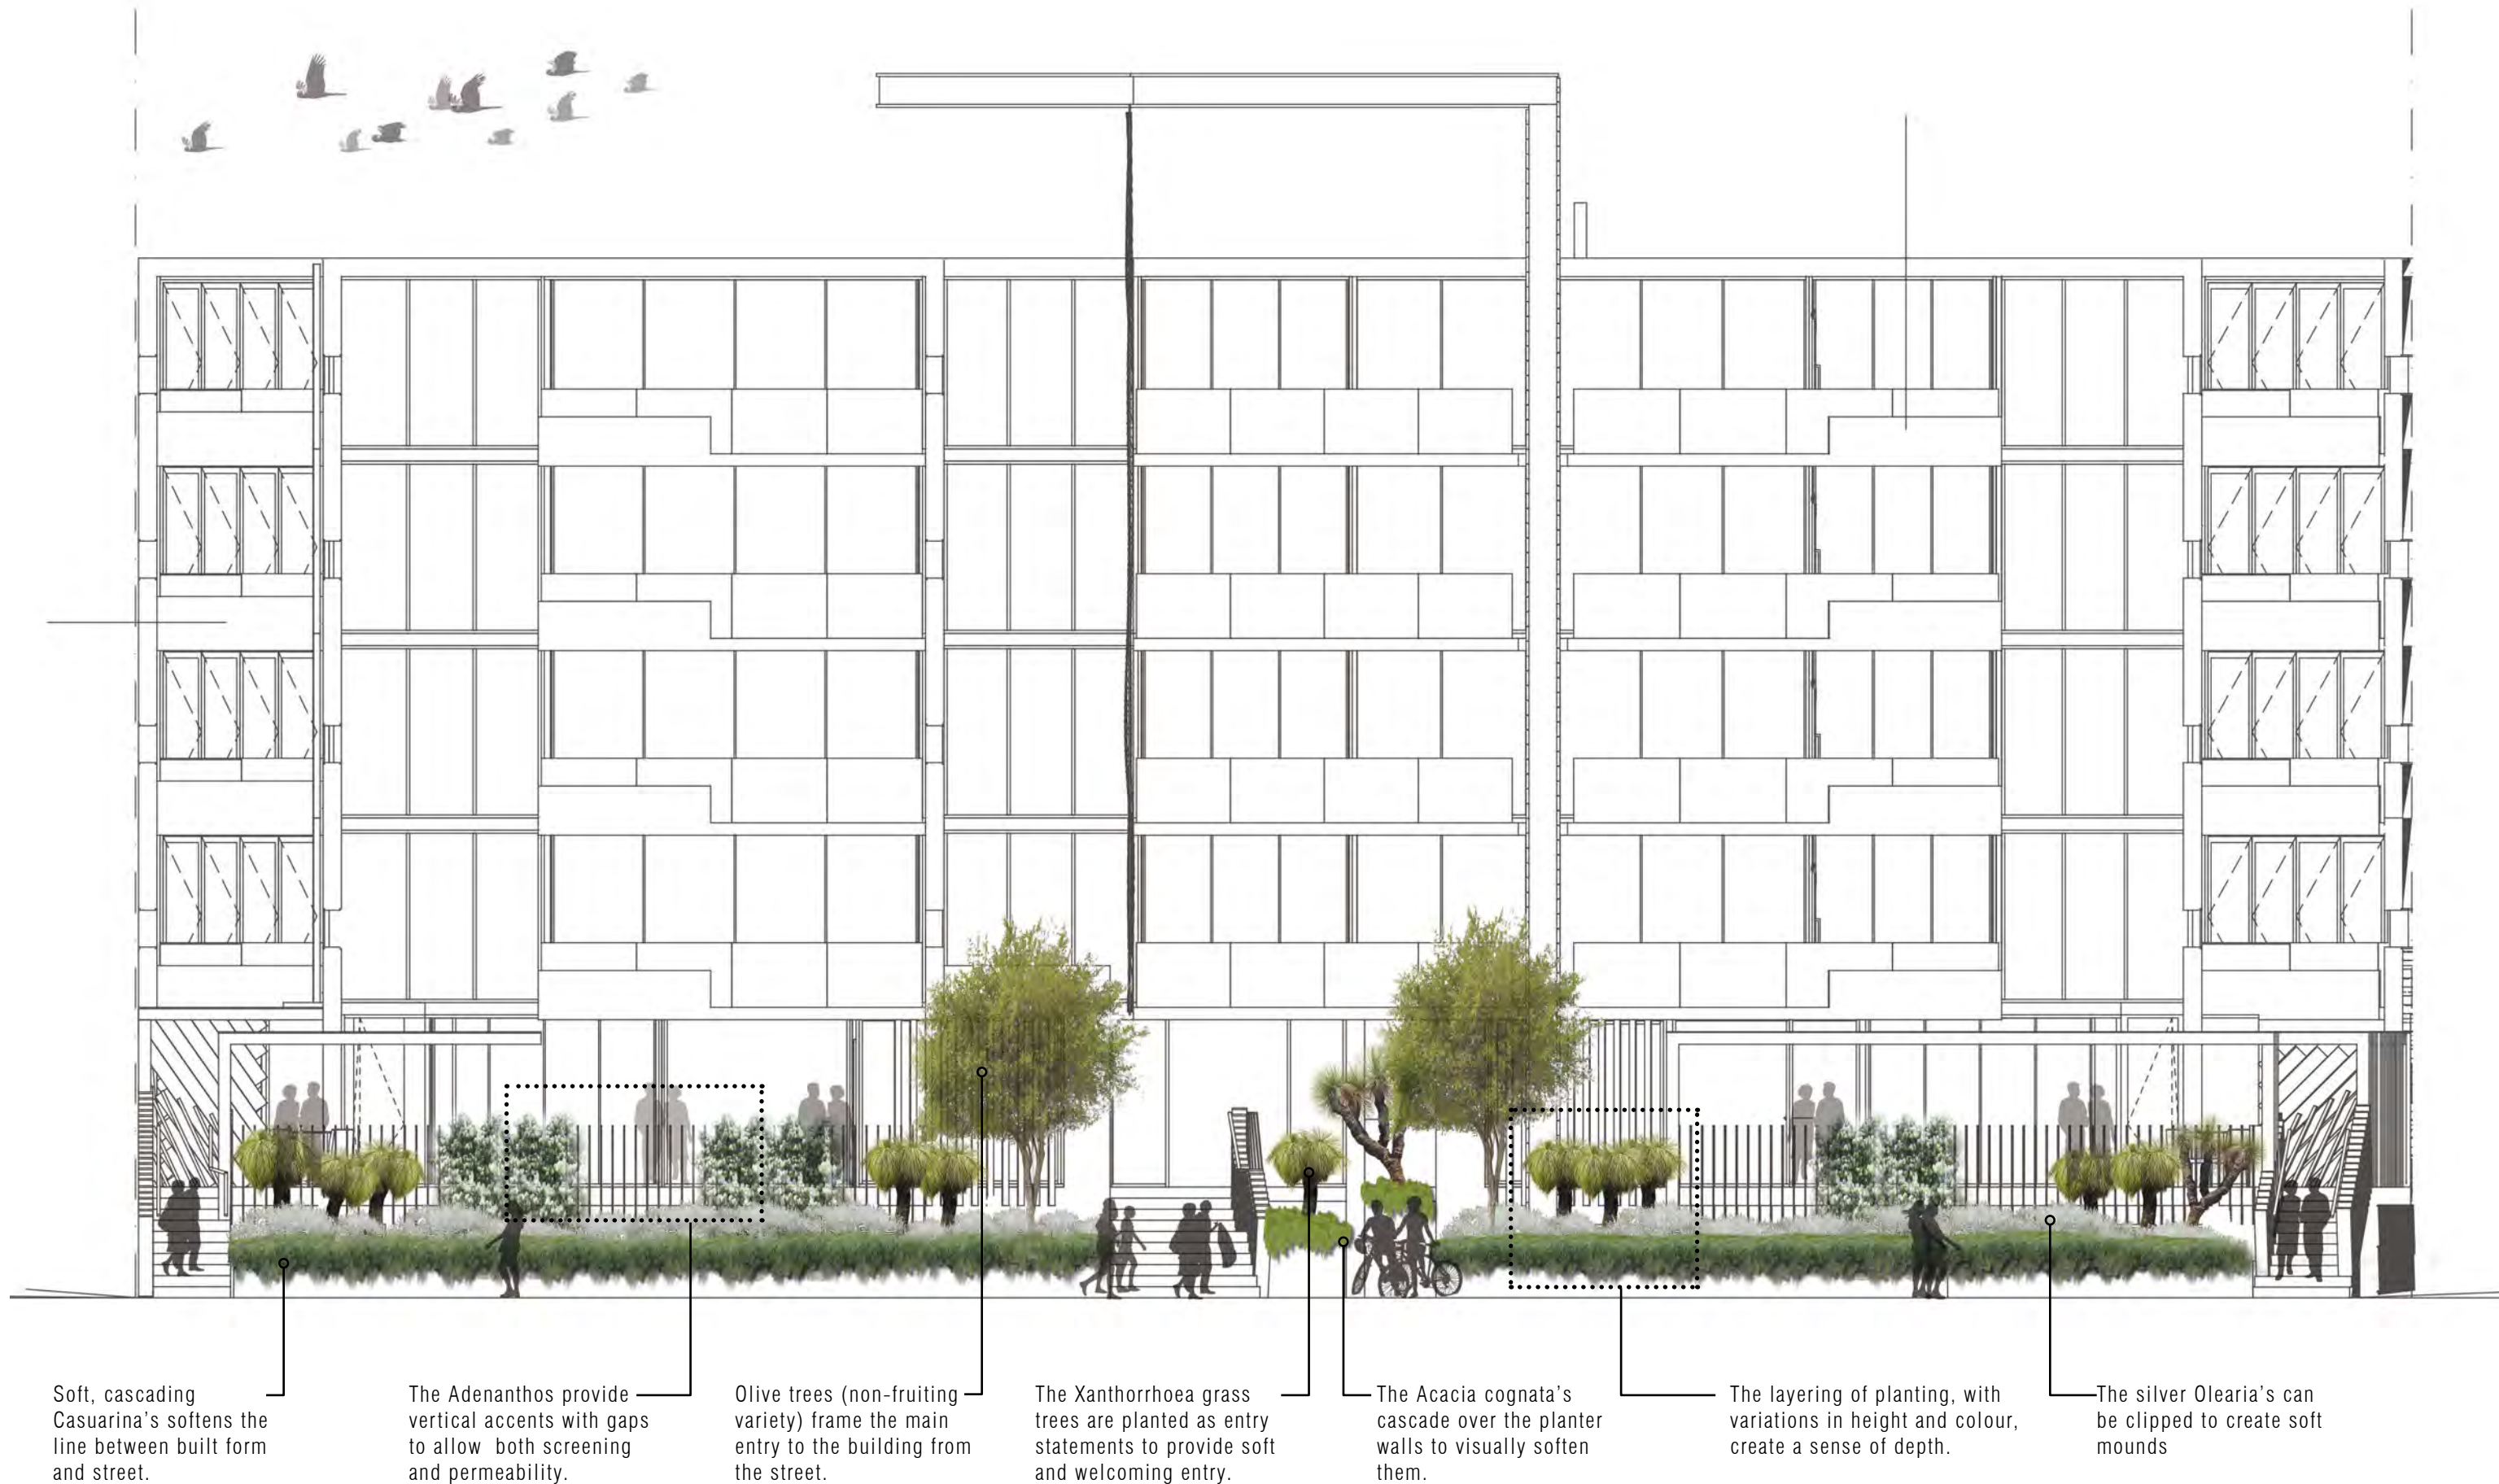 Soft, cascading
Casuarina's softens the
line between built form
and street.
The Adenanthos provide
vertical accents with gaps
to allow both screening
and permeability.
Olive trees (non-fruiting
variety) frame the main
entry to the building from
the street.
The Xanthorrhoea grass
trees are planted as entry
statements to provide soft
and welcoming entry.
The Acacia cognata's
cascade over the planter
walls to visually soften
them.
The layering of planting, with
variations in height and colour,
create a sense of depth.
The silver Olearia's can
be clipped to create soft
mounds